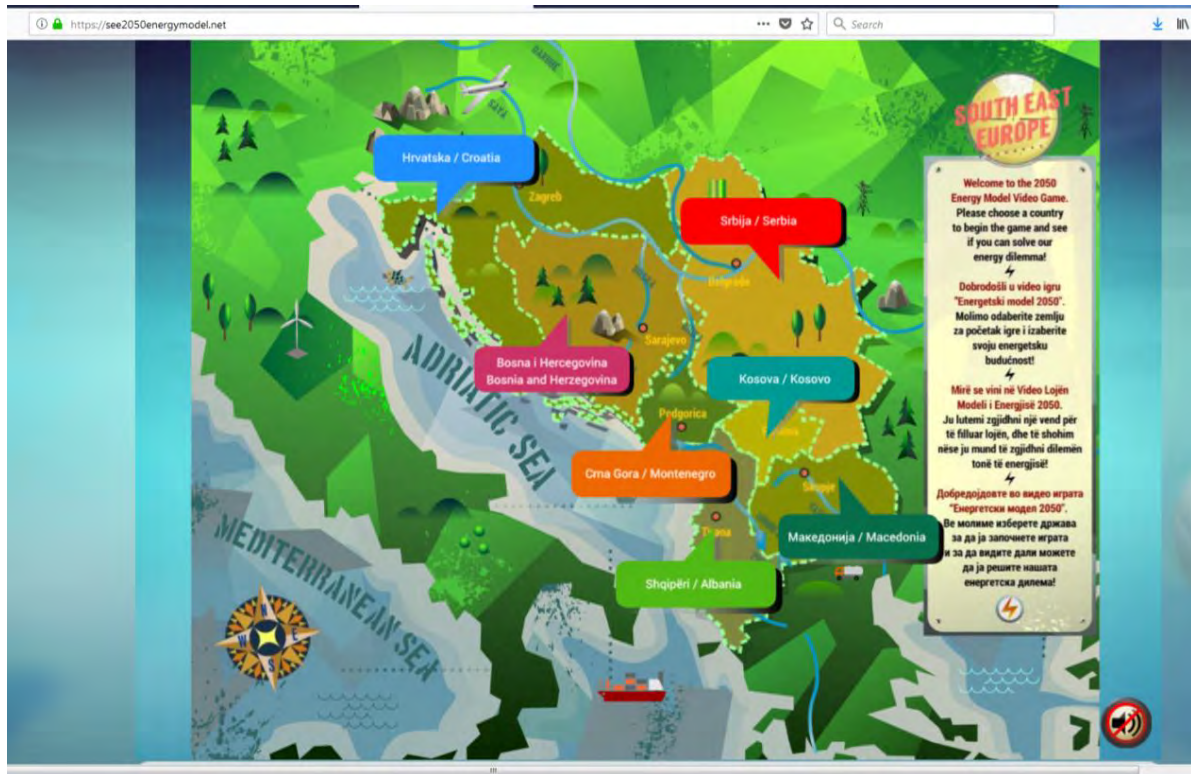 https://see2050energymodel.net
Search
SAVA
Hrvatska / Croatia
Zagreb
Srbija / Serbia
Belgrade
Sarajevo
Bosna i Hercegovina
Bosnia and Herzegovina
Kosova / Kosovo
Podgorica
Crna Gora / Montenegro
Skopje
Tirana
Македонија / Macedonia
Shqipëri / Albania
ADRIATIC SEA
MEDITERRANEAN SEA
N
W E
S
SOUTH EAST
EUROPE
Welcome to the 2050
Energy Model Video Game.
Please choose a country
to begin the game and see
if you can solve our
energy dilemma!
Dobrodošli u video igru
"Energetski model 2050".
Molimo odaberite zemlju
za početak igre i izaberite
svoju energetsku
budućnost!
Mirë se vini në Video Lojën
Modeli i Energjisë 2050.
Ju lutemi zgjidhni një vend për
të filluar lojën, dhe të shohim
nëse ju mund të zgjidhni dilemën
tonë të energjisë!
Добредојдовте во видео играта
"Енергетски модел 2050".
Ве молиме изберете држава
за да ја започнете играта
и за да видите дали можете
да ја решите нашата
енергетска дилема!